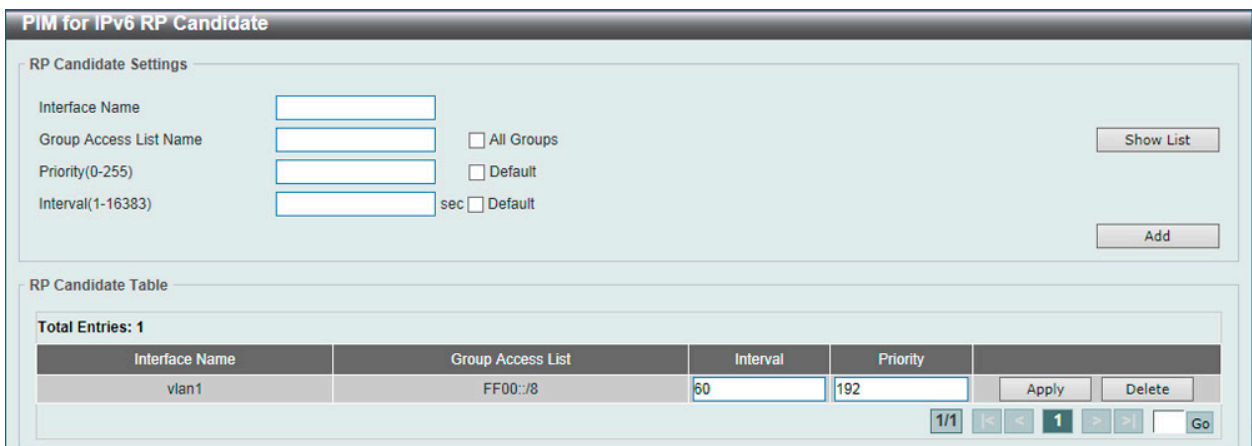 PIM for IPv6 RP Candidate
RP Candidate Settings
Interface Name
Group Access List Name All Groups Show List
Priority(0-255) Default
Interval(1-16383) sec Default
Add
RP Candidate Table
Total Entries: 1
Interface Name Group Access List Interval Priority
vlan1 FF00::/8 60 192 Apply Delete
1/1 |< < 1 > >| Go